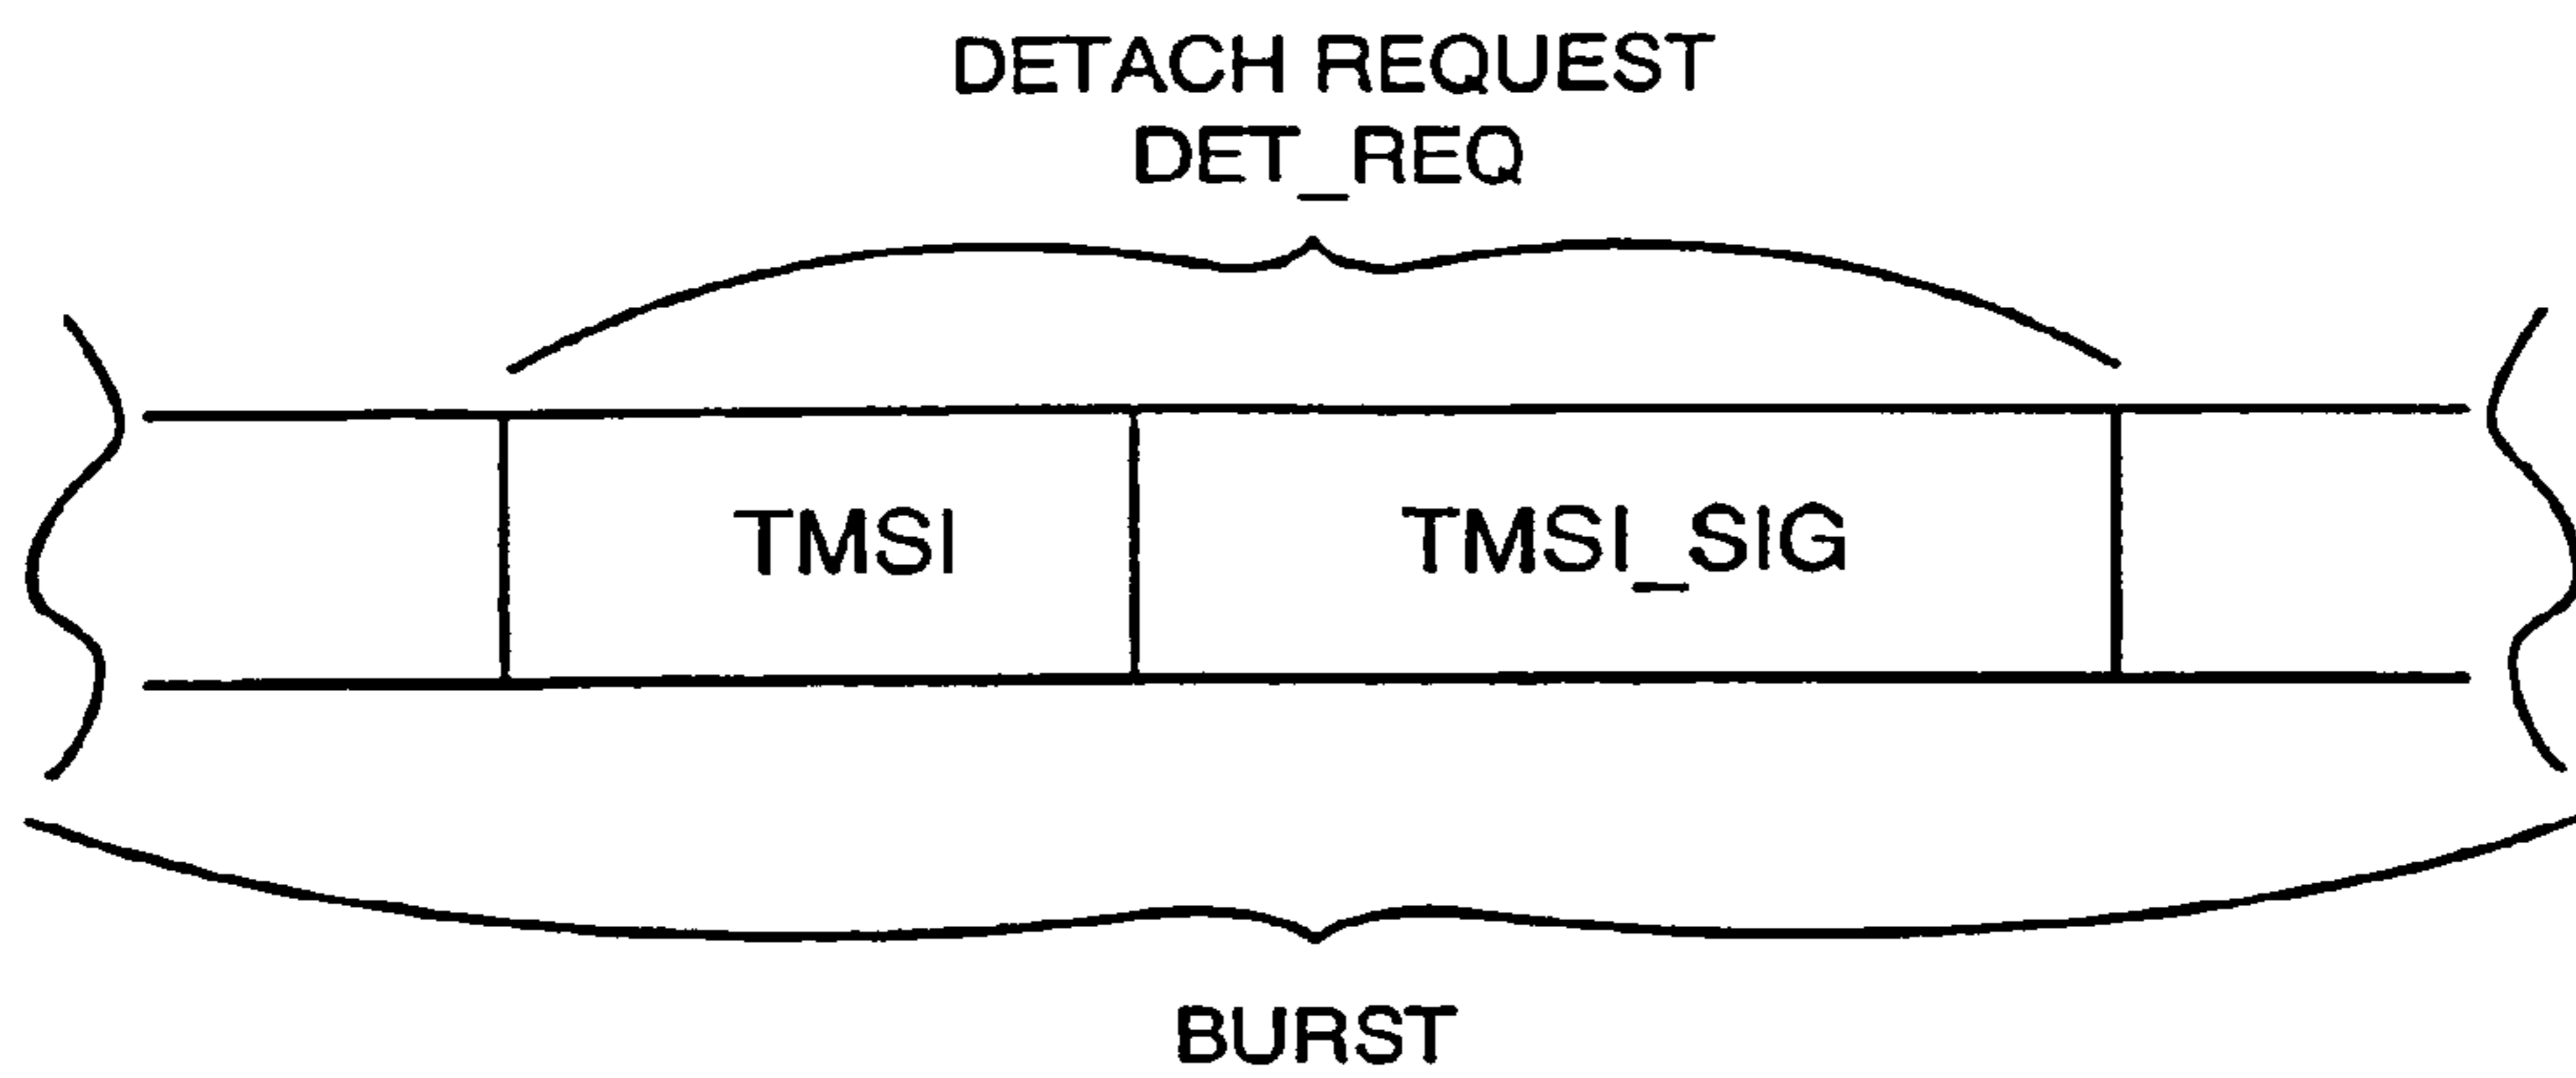 DETACH REQUEST
DET_REQ
TMSI
TMSI_SIG
BURST